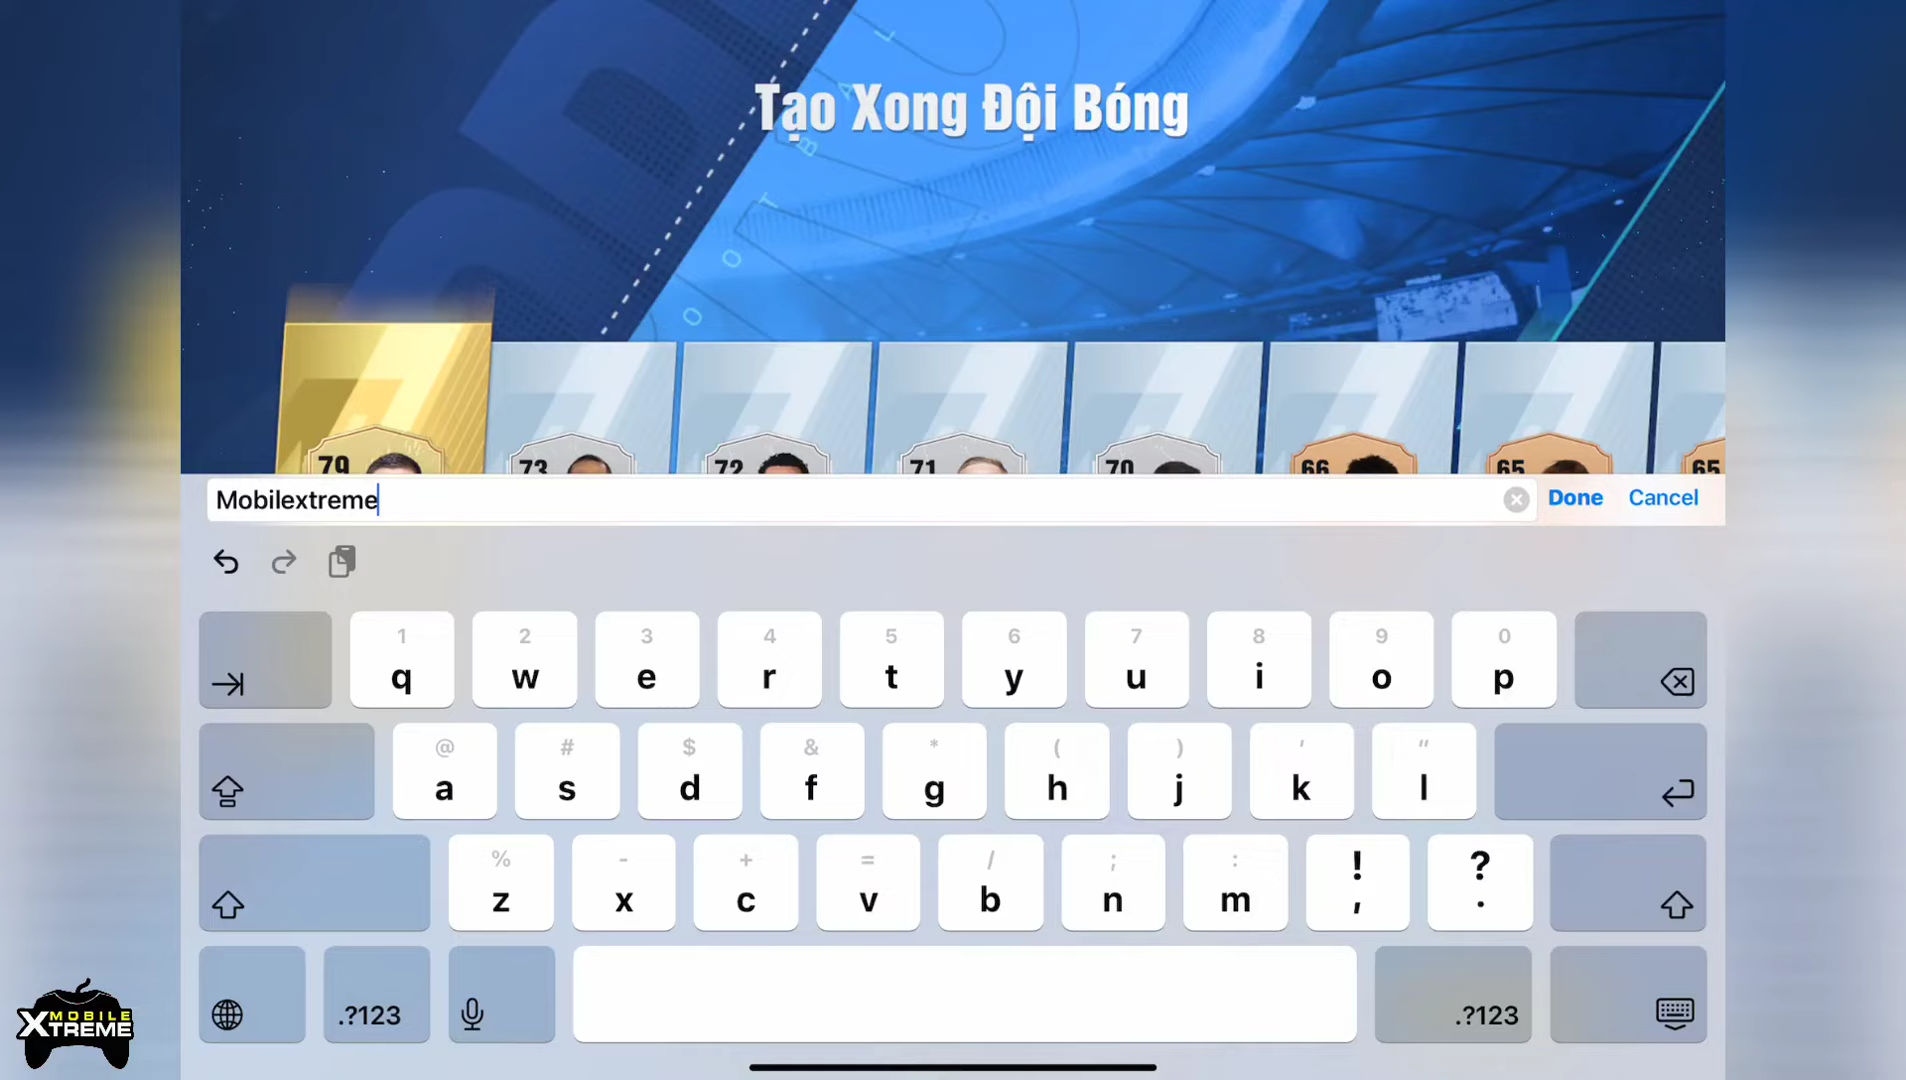 Tạo Xong Đội Bóng
L
A
B
T
O
O
79
73
72
71
70
66
65
65
Mobilextreme
Done
Cancel
1 2 3 4 5 6 7 8 9 0
q w e r t y u i o p
@ # $ & * ( ) ' "
a s d f g h j k l
% - + = / ; : ! ?
z x c v b n m , .
.?123
.?123
MOBILE
XTREME